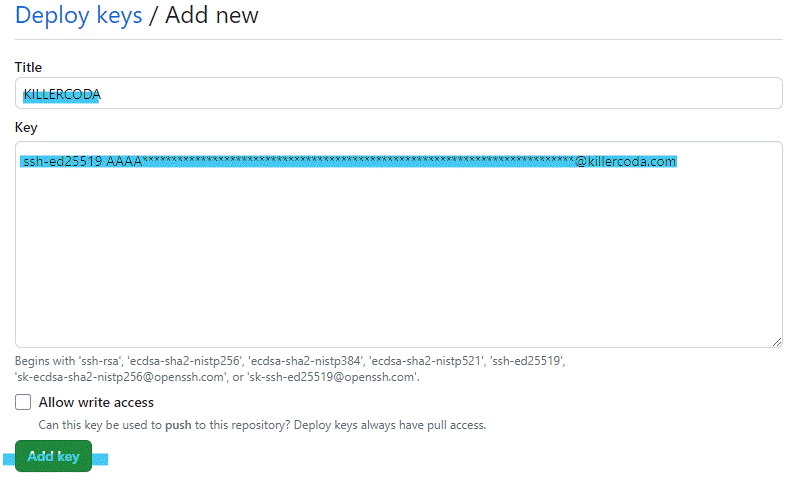 Deploy keys / Add new
Title
KILLERCODA
Key
ssh-ed25519 AAAA**************************************************************************@killercoda.com
Begins with 'ssh-rsa', 'ecdsa-sha2-nistp256', 'ecdsa-sha2-nistp384', 'ecdsa-sha2-nistp521', 'ssh-ed25519',
'sk-ecdsa-sha2-nistp256@openssh.com', or 'sk-ssh-ed25519@openssh.com'.
Allow write access
Can this key be used to push to this repository? Deploy keys always have pull access.
Add key